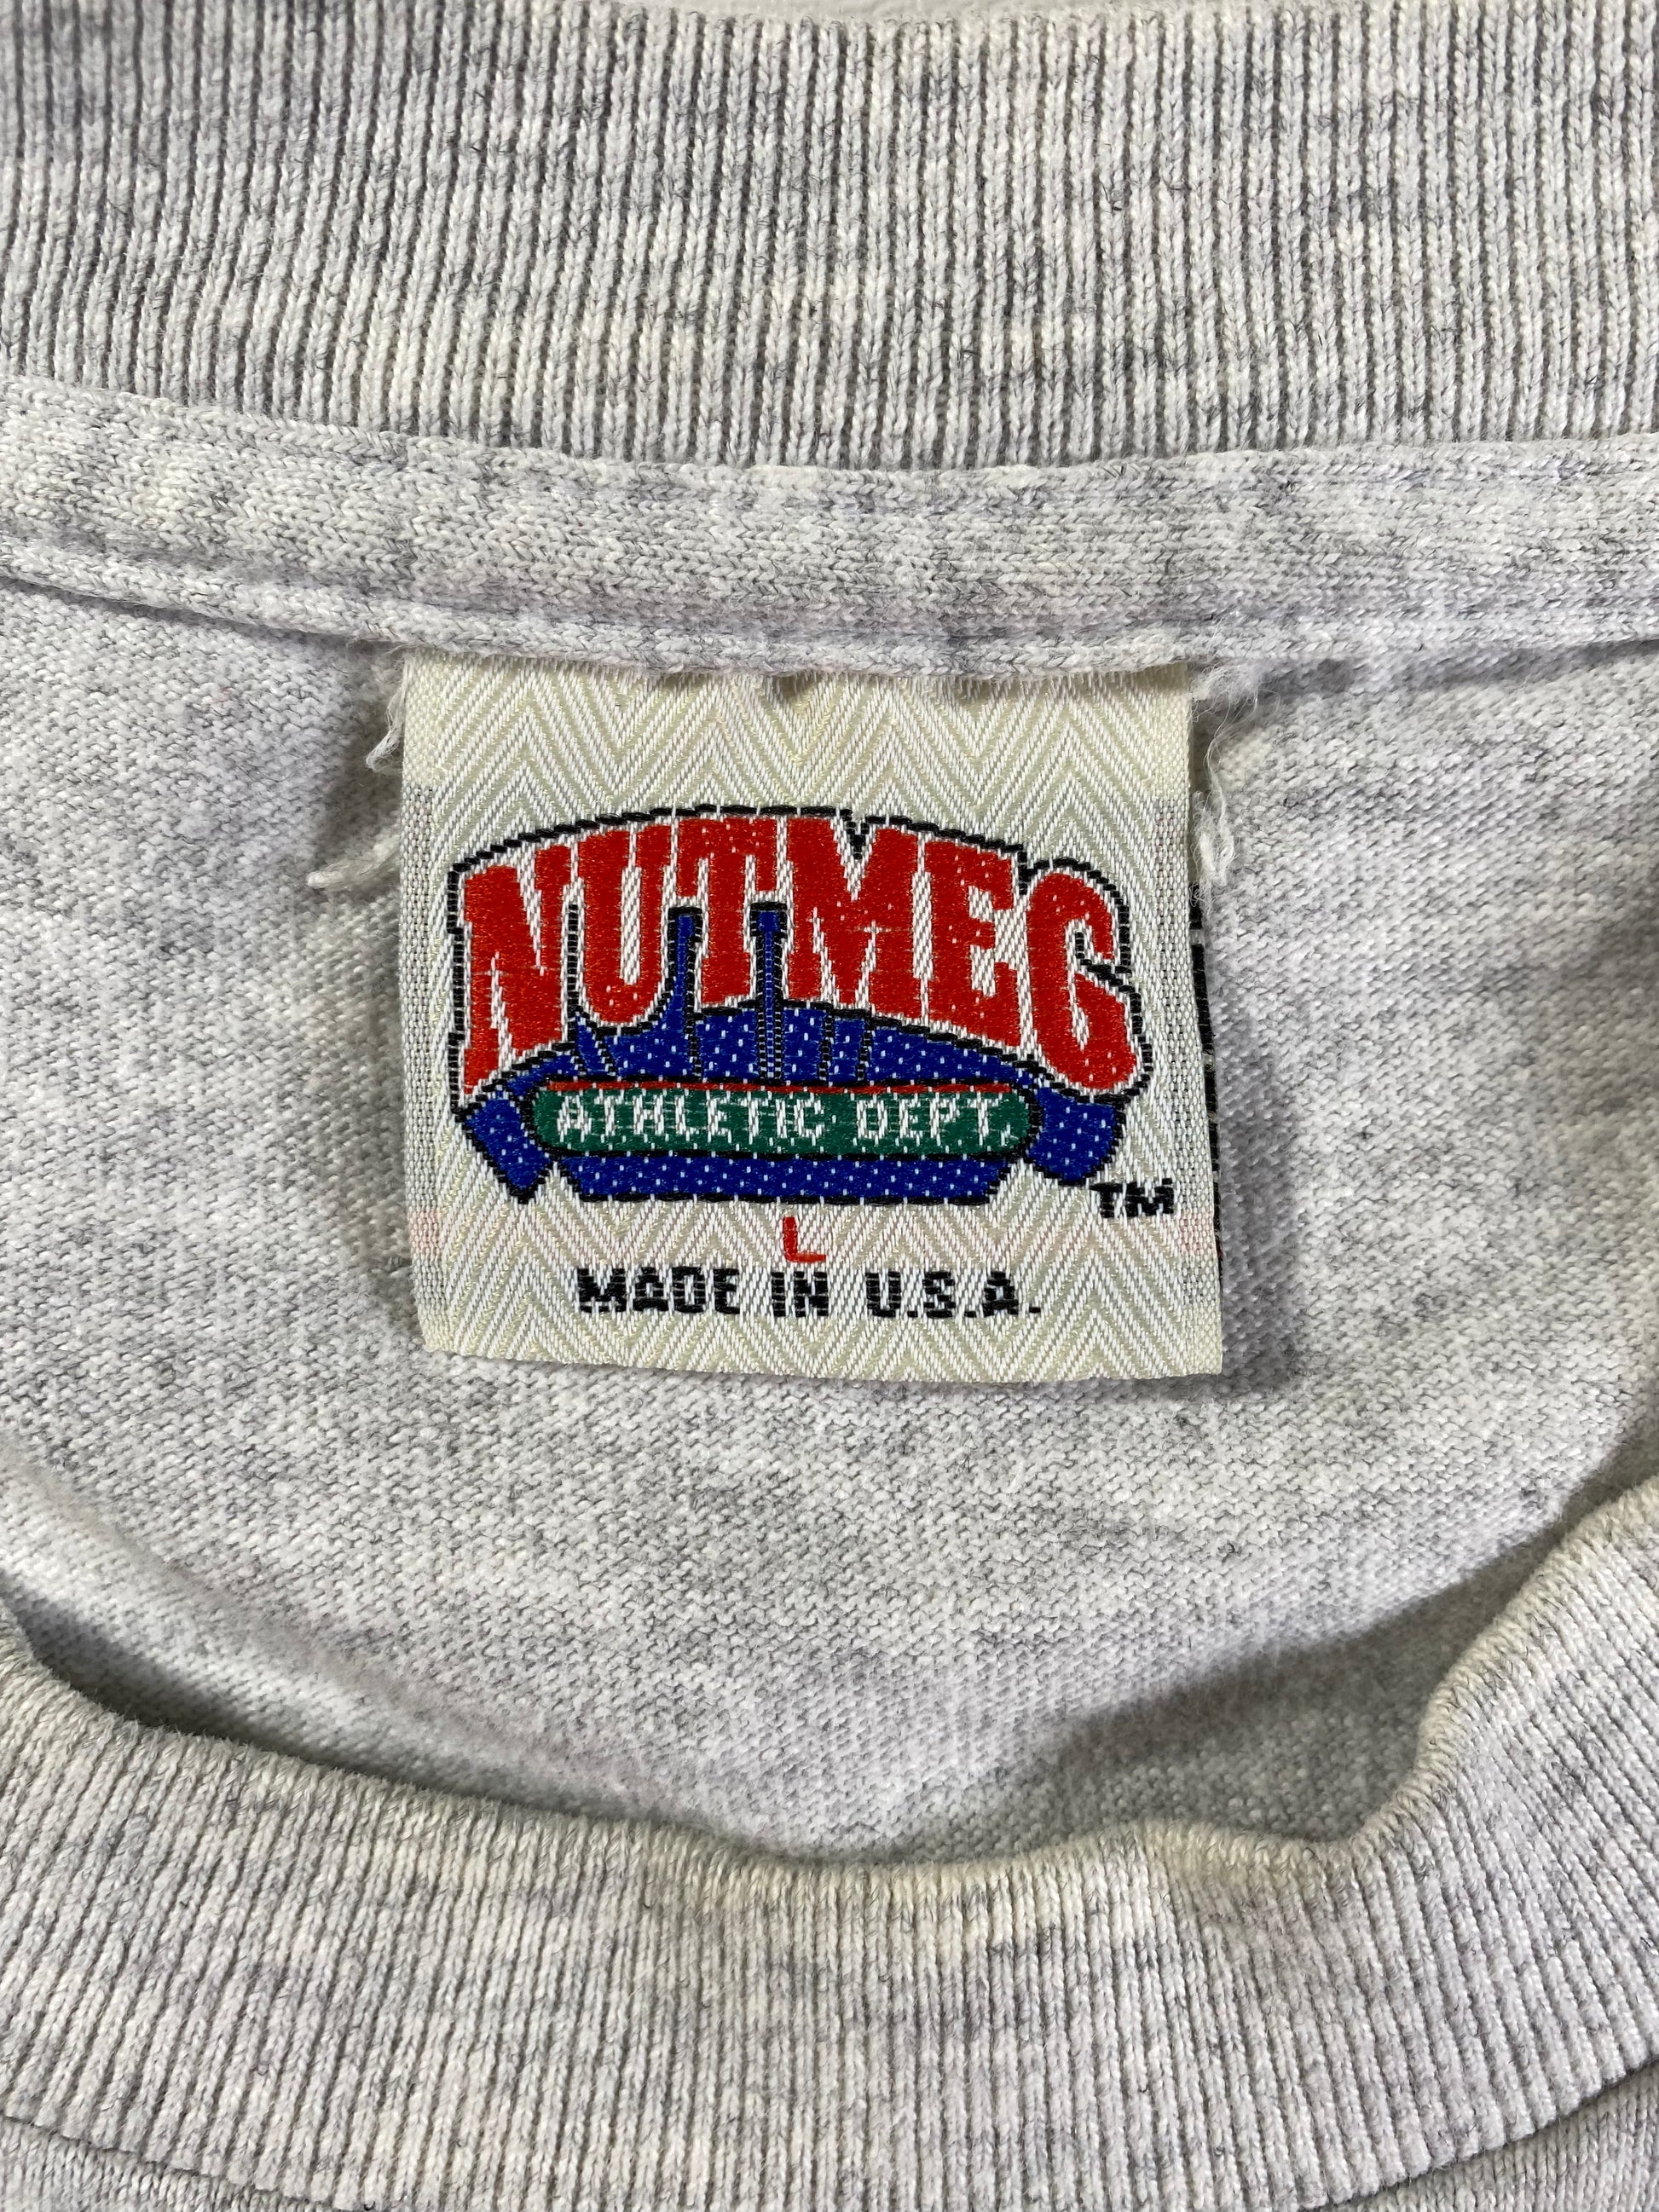 NUTMEG
ATHLETIC DEPT.
TM
L
MADE IN U.S.A.